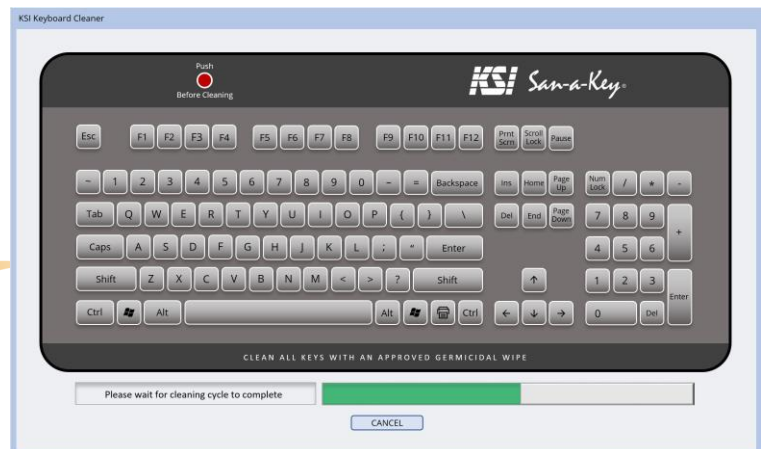 KSI Keyboard Cleaner
Push
Before Cleaning
KSI San-a-Key®
Esc F1 F2 F3 F4 F5 F6 F7 F8 F9 F10 F11 F12 Prnt Scrn Scroll Lock Pause
~ 1 2 3 4 5 6 7 8 9 0 – = Backspace Ins Home Page Up Num Lock / * -
Tab Q W E R T Y U I O P { } \ Del End Page Down 7 8 9 +
Caps A S D F G H J K L ; " Enter 4 5 6
Shift Z X C V B N M < > ? Shift ↑ 1 2 3 Enter
Ctrl Alt Alt Ctrl ← ↓ → 0 Del
CLEAN ALL KEYS WITH AN APPROVED GERMICIDAL WIPE
Please wait for cleaning cycle to complete
CANCEL